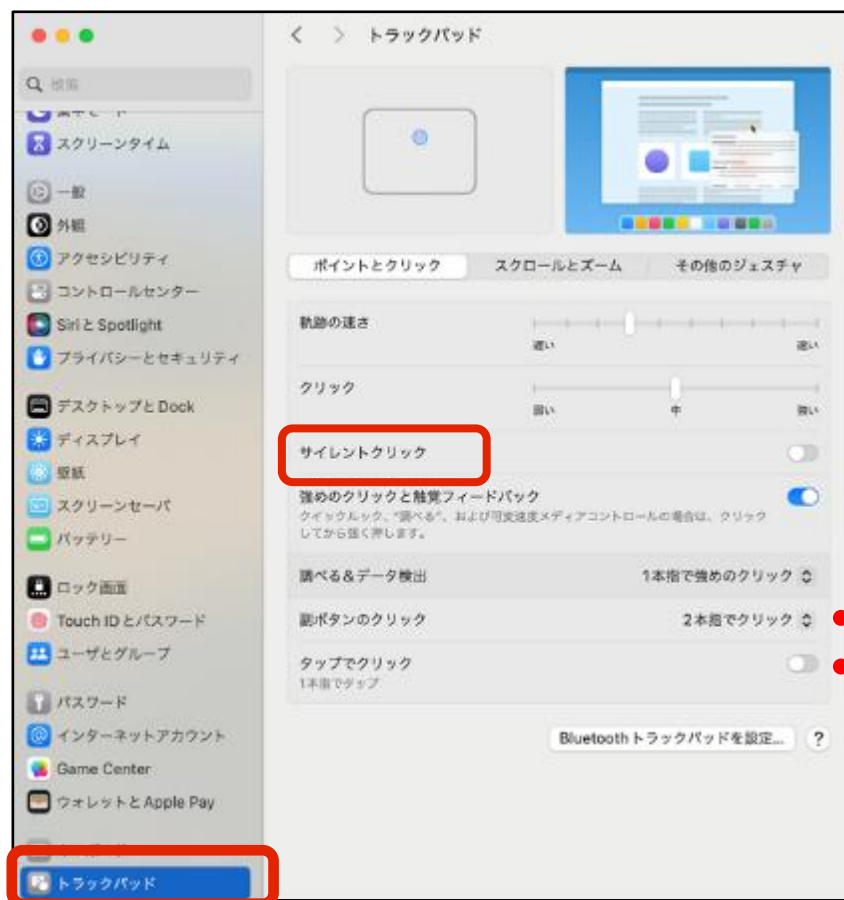 トラックパッド
検索
スクリーンタイム
一般
外観
アクセシビリティ
コントロールセンター
Siri と Spotlight
プライバシーとセキュリティ
デスクトップと Dock
ディスプレイ
壁紙
スクリーンセーバ
バッテリー
ロック画面
Touch ID とパスワード
ユーザとグループ
パスワード
インターネットアカウント
Game Center
ウォレットと Apple Pay
トラックパッド
ポイントとクリック スクロールとズーム その他のジェスチャ
軌跡の速さ
遅い 速い
クリック
弱い 中 強い
サイレントクリック
強めのクリックと触覚フィードバック
クイックルック、"調べる"、および可変速度メディアコントロールの場合は、クリック
してから強く押します。
調べる＆データ検出 1本指で強めのクリック
副ボタンのクリック 2本指でクリック
タップでクリック
1本指でタップ
Bluetooth トラックパッドを設定... ?